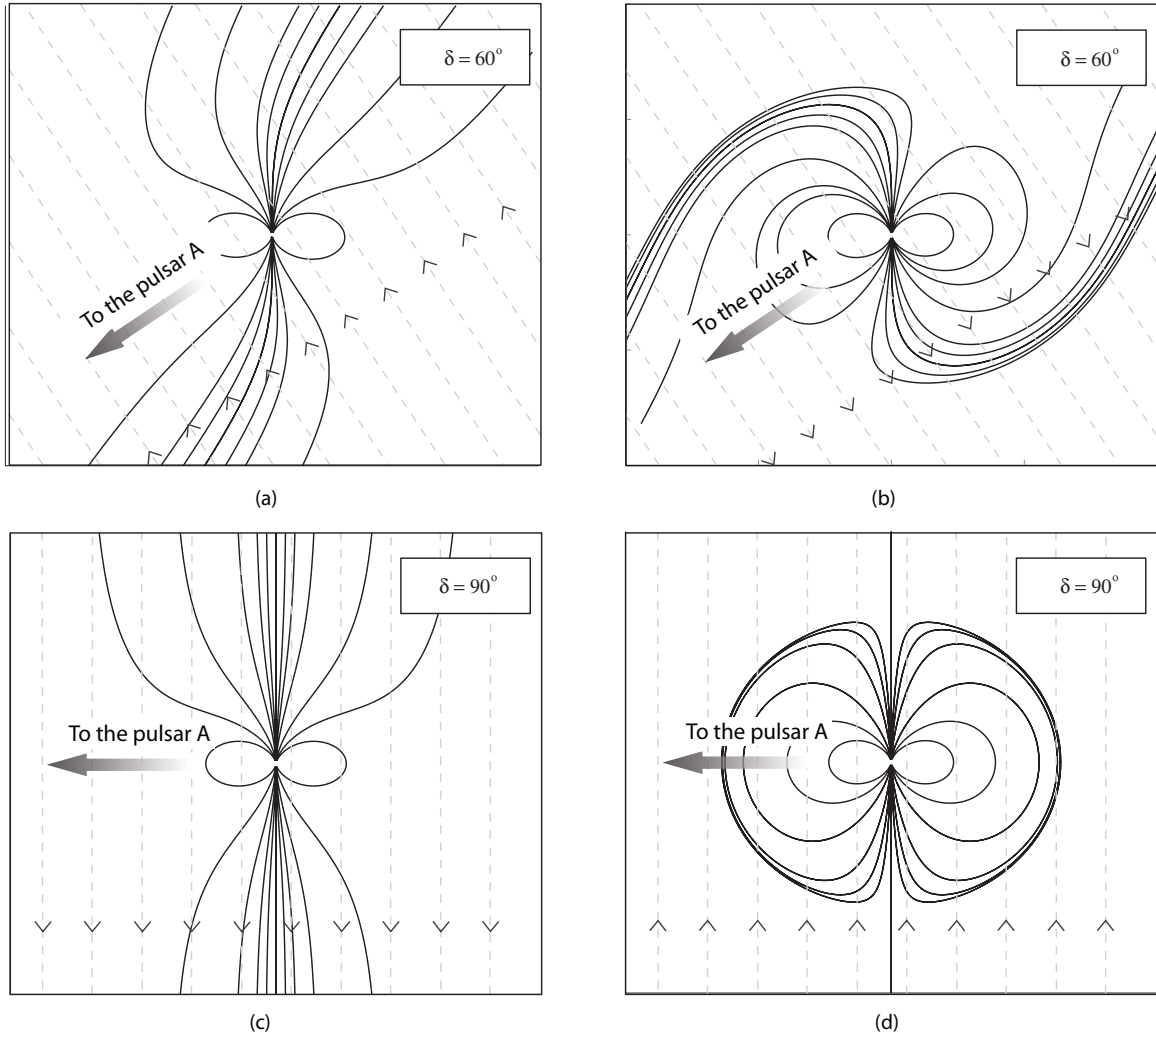 δ = 60°
To the pulsar A
(a)
δ = 60°
To the pulsar A
(b)
δ = 90°
To the pulsar A
(c)
δ = 90°
To the pulsar A
(d)